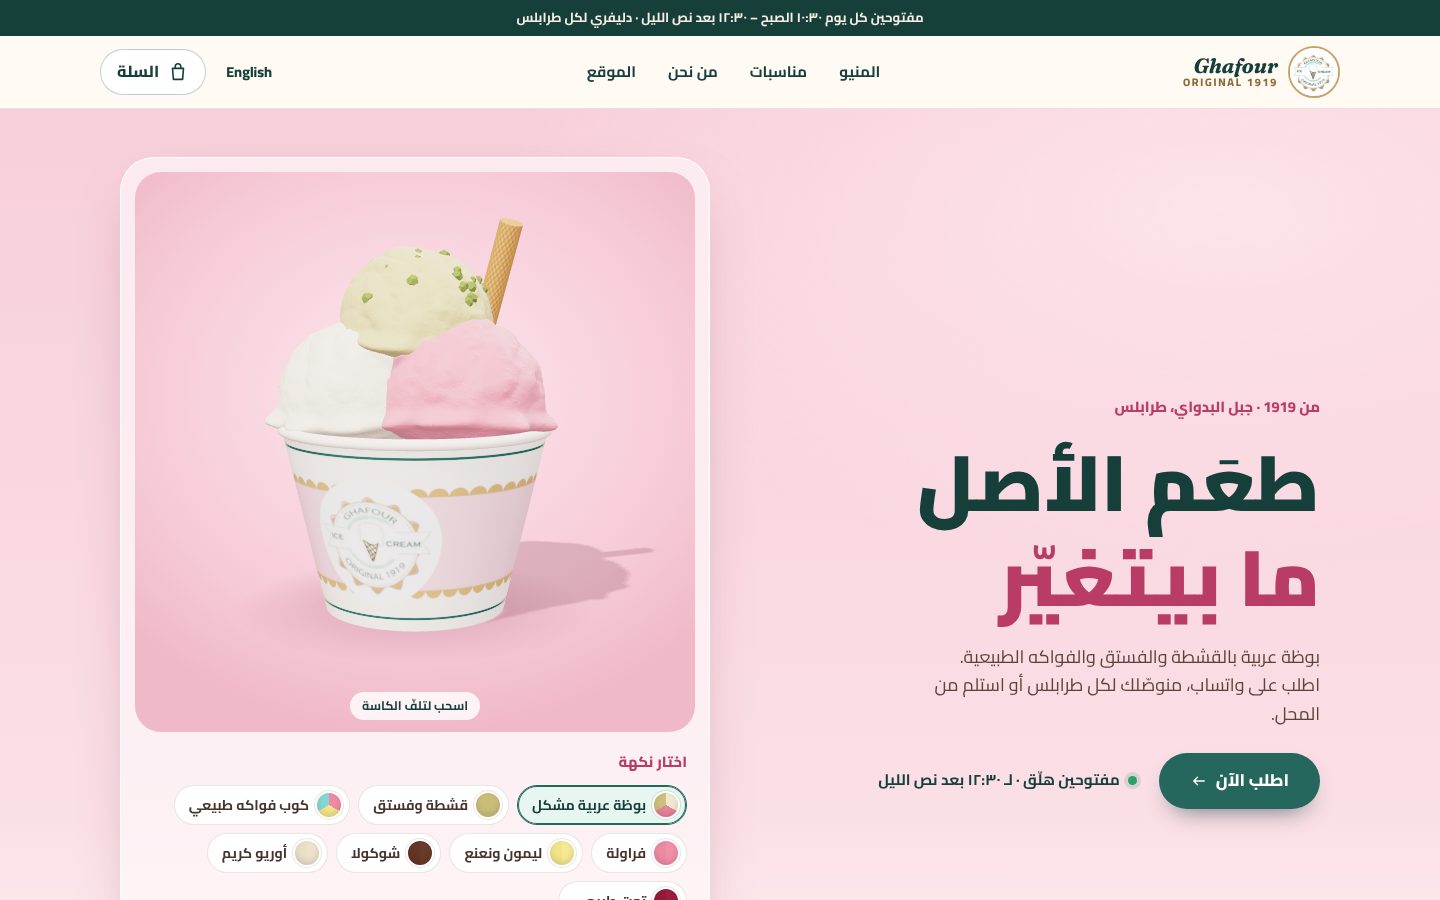 مفتوحين كل يوم ١٠:٣٠ الصبح – ١٢:٣٠ بعد نص الليل · دليفري لكل طرابلس
Ghafour
ORIGINAL 1919
المنيو
مناسبات
من نحن
الموقع
English
السلة
من 1919 · جبل البدواي، طرابلس
طعَم الأصل
ما بيتغيّر
بوظة عربية بالقشطة والفستق والفواكه الطبيعية.
اطلب على واتساب، منوصّلك لكل طرابلس أو استلم من
المحل.
اطلب الآن ←
مفتوحين هلّق · لـ ١٢:٣٠ بعد نص الليل
GHAFOUR
ICE CREAM
ORIGINAL 1919
اسحب لتلفّ الكاسة
اختار نكهة
بوظة عربية مشكل
قشطة وفستق
كوب فواكه طبيعي
فراولة
ليمون ونعنع
شوكولا
أوريو كريم